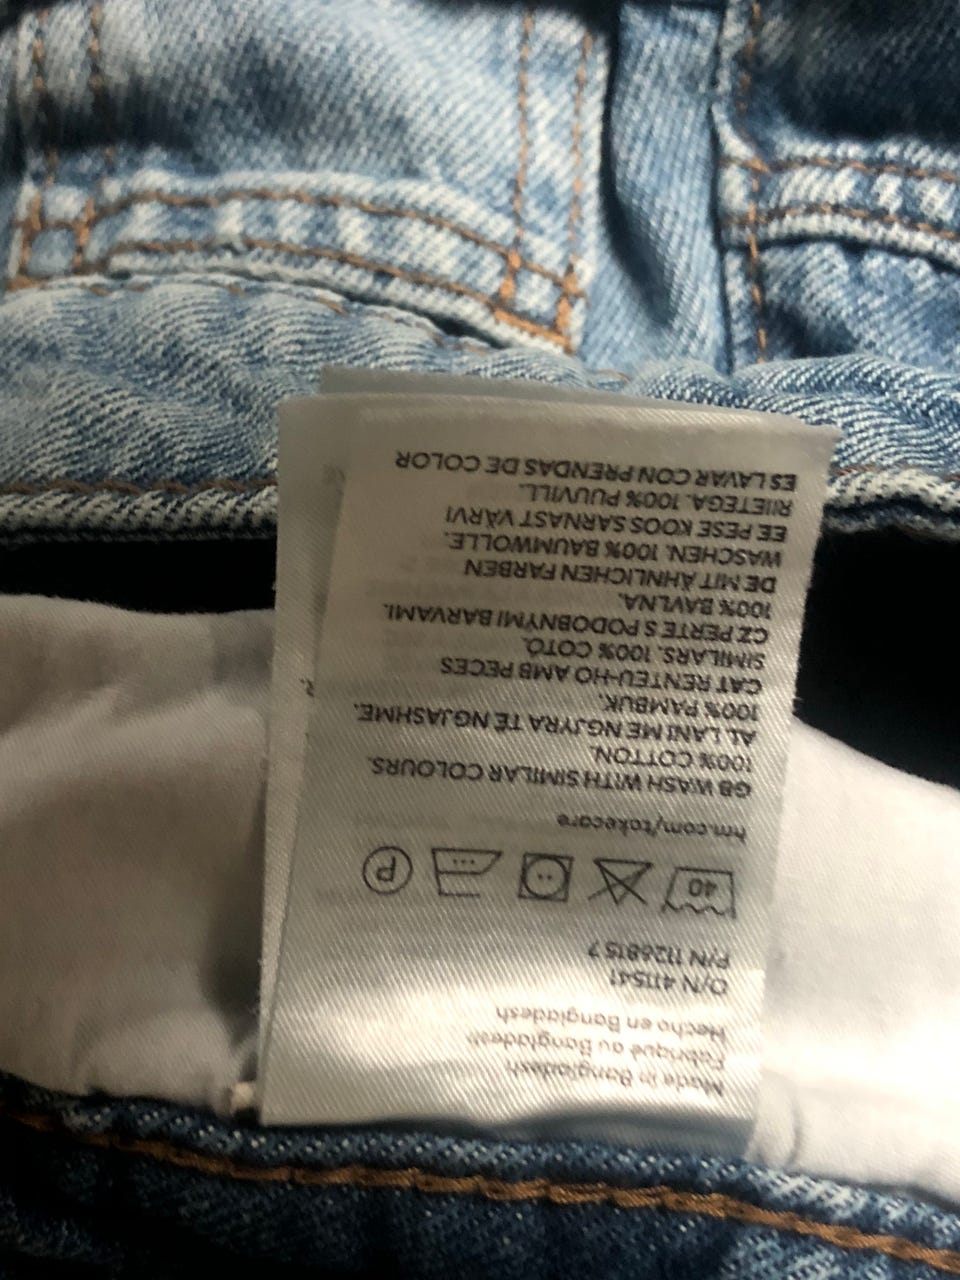 Made in Bangladesh
Fabriqué au Bangladesh
Hecho en Bangladesh
O/N 411541
P/N 1126815 7
40
P
hm.com/takecare
GB WASH WITH SIMILAR COLOURS.
100% COTTON.
AL LANI ME NGJYRA TË NGJASHME.
100% PAMBUK.
CAT RENTEU-HO AMB PECES
SIMILARS. 100% COTÓ.
CZ PERTE S PODOBNÝMI BARVAMI.
100% BAVLNA.
DE MIT ÄHNLICHEN FARBEN
WASCHEN. 100% BAUMWOLLE.
EE PESE KOOS SARNAST VÄRVI
RIIETEGA. 100% PUUVILL.
ES LAVAR CON PRENDAS DE COLOR